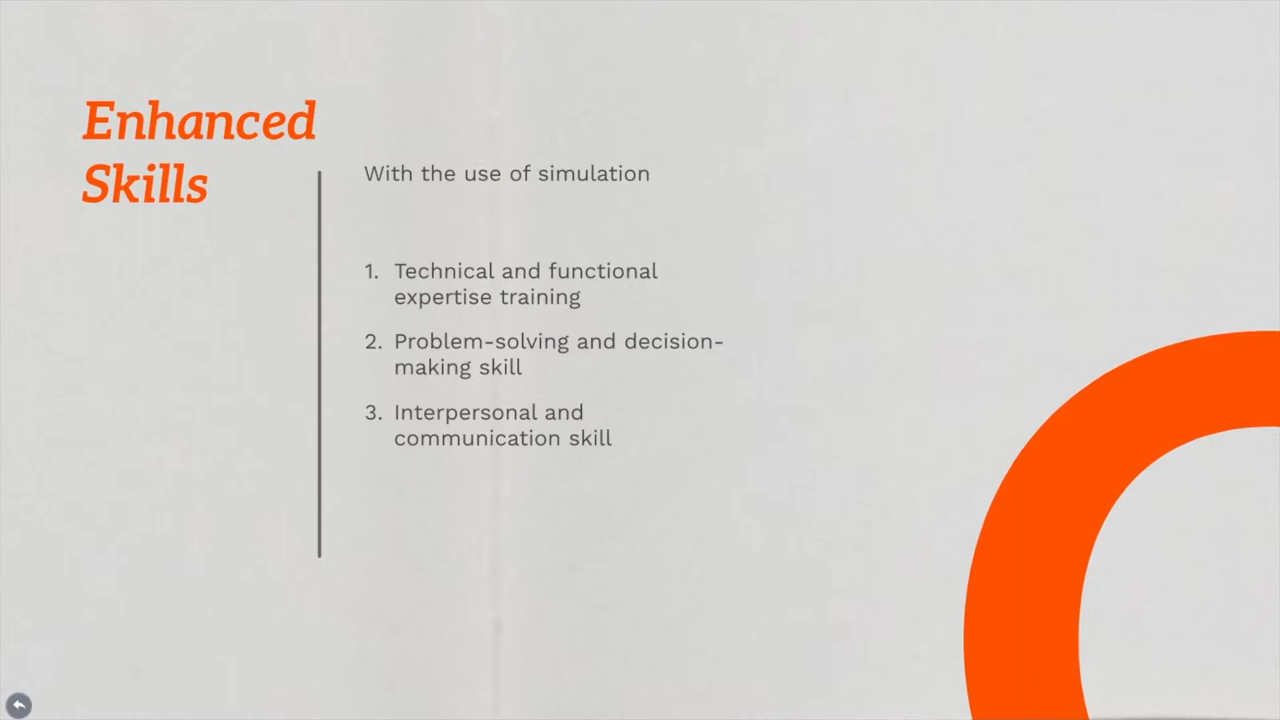 Enhanced
Skills
With the use of simulation
1. Technical and functional
expertise training
2. Problem-solving and decision-
making skill
3. Interpersonal and
communication skill